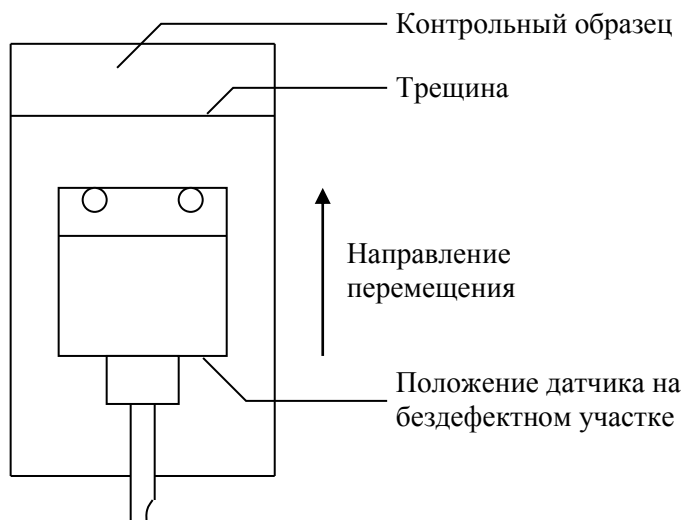 Контрольный образец
Трещина
Направление
перемещения
Положение датчика на
бездефектном участке